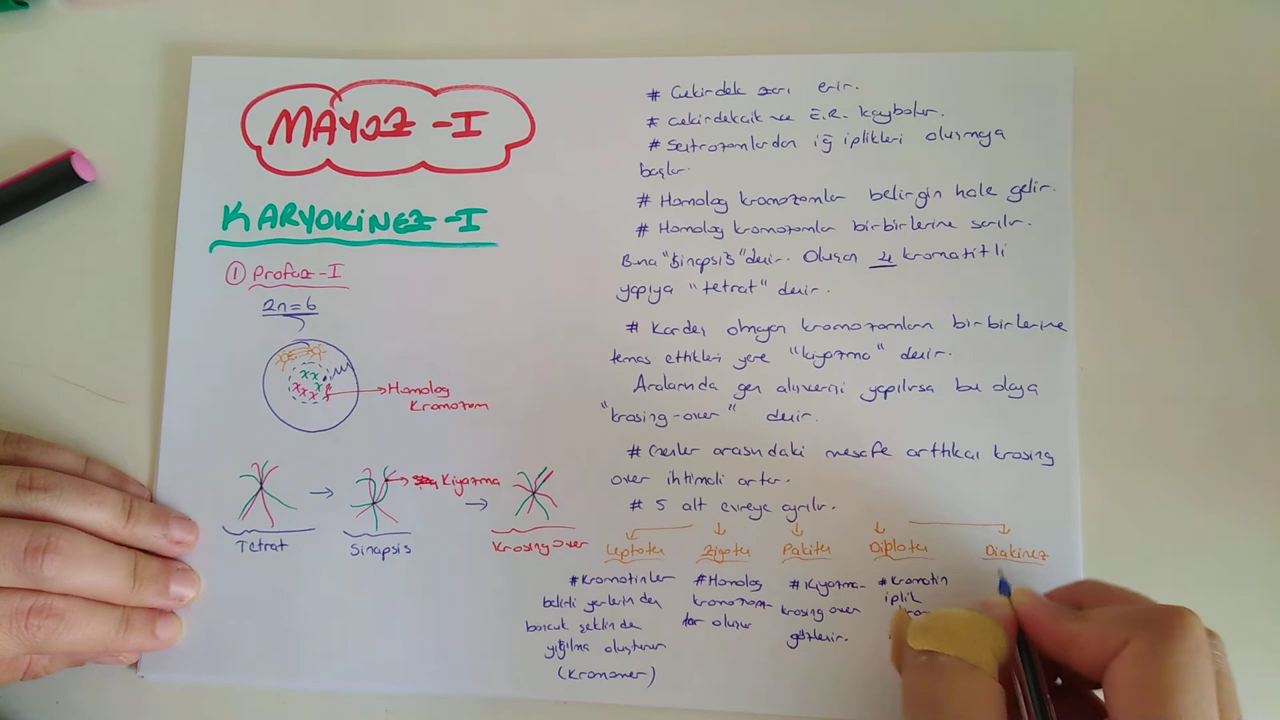 MAYOZ-I
KARYOKİNEZ-I
① Profaz-I
2n=6
Homolog
Kromozom
Kiyazma
Tetrat
Sinapsis
Krosing Over
# Çekirdek zarı erir.
# Çekirdekçik ve E.R. kaybolur.
# Sentrozomlardan iğ iplikleri oluşmaya
başlar.
# Homolog kromozomlar belirgin hale gelir.
# Homolog kromozomlar birbirlerine sarılır.
Buna "Sinapsis" denir. Oluşan 4 kromatitli
yapıya "tetrat" denir.
# Kardeş olmayan kromozomların birbirlerine
temas ettikleri yere "kiyazma" denir.
Aralarında gen alışverişi yapılırsa bu olaya
"krosing-over" denir.
# Genler arasındaki mesafe arttıkça krosing
over ihtimali artar.
# 5 alt evreye ayrılır.
Leptoten Zigoten Pakiten Diploten Diakinez
# Kromatinler
belirli yerlerinden
boncuk şeklinde
yığılma oluşturur
(Kromomer)
# Homolog
kromozom-
lar oluşur
# Kiyazma-
krosing over
gözlenir.
# Kromatin
iplik